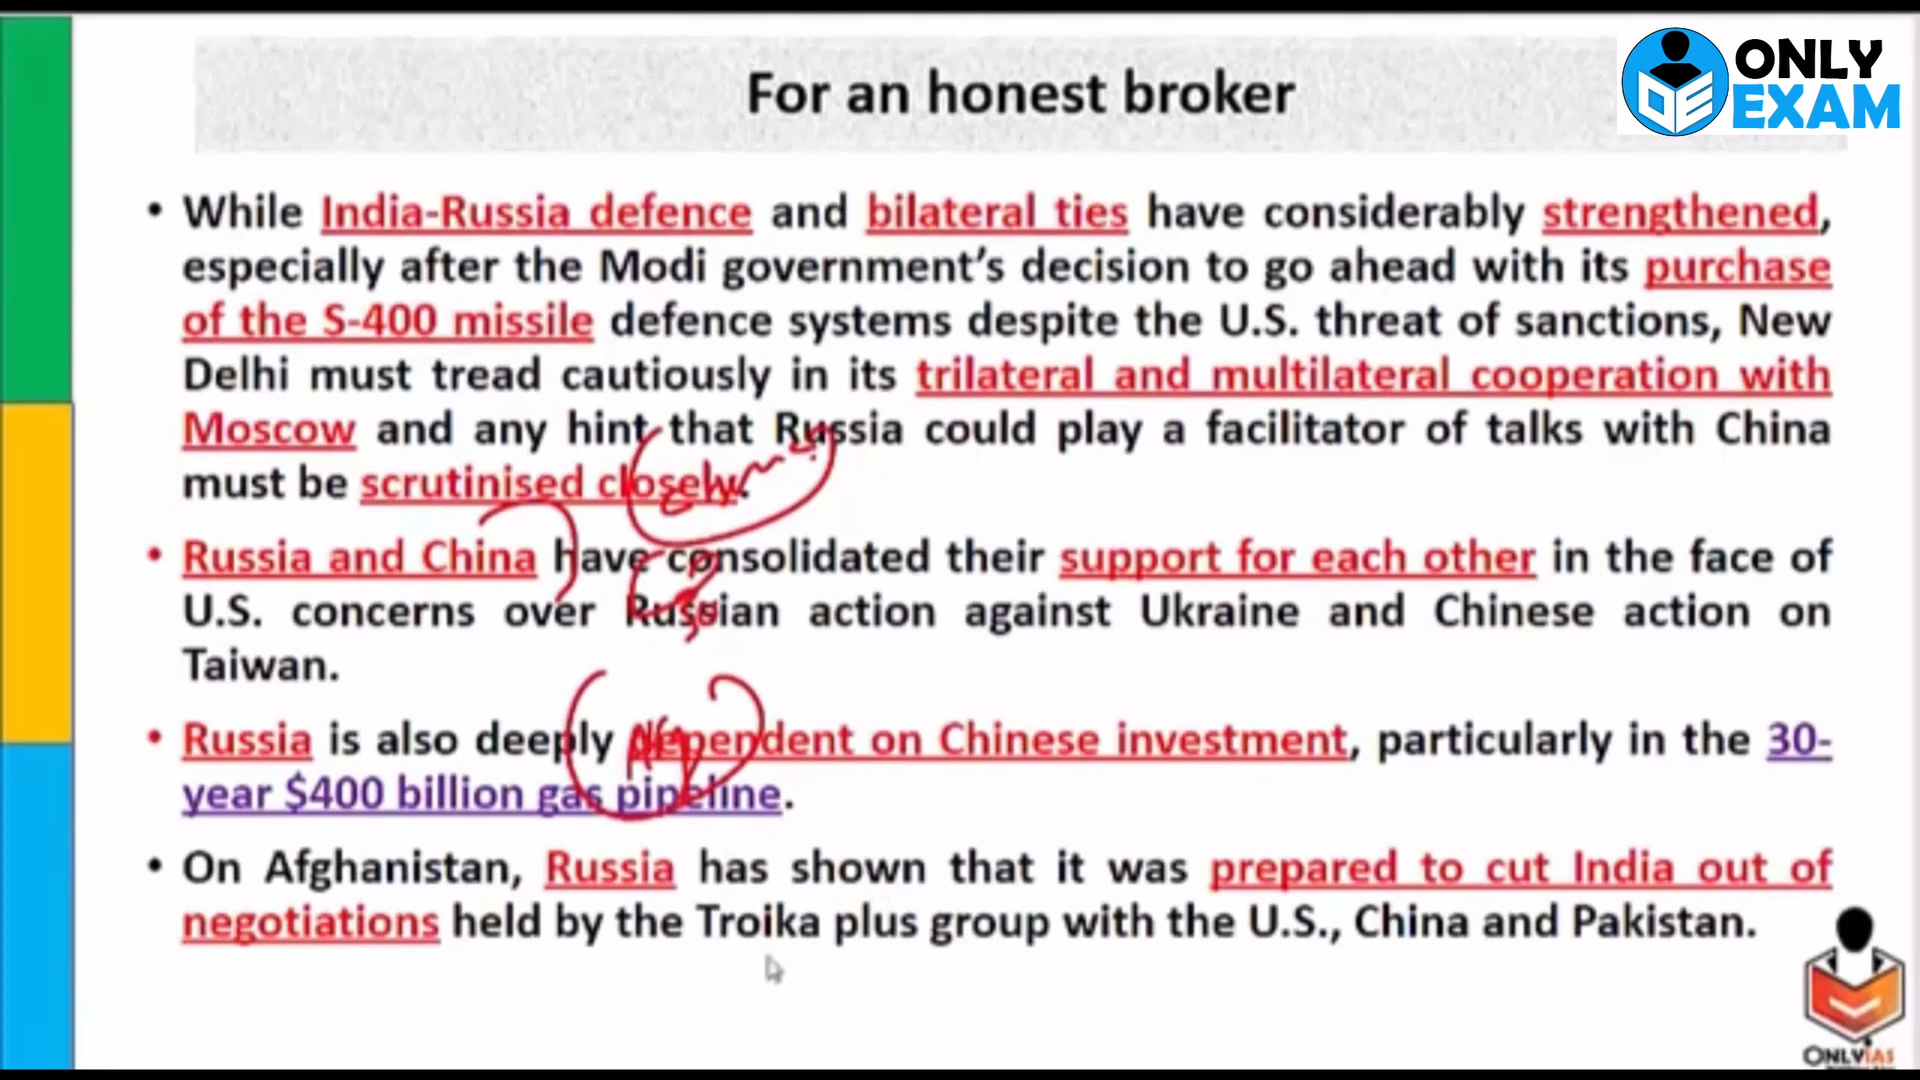 For an honest broker
ONLY
EXAM
• While India-Russia defence and bilateral ties have considerably strengthened,
especially after the Modi government's decision to go ahead with its purchase
of the S-400 missile defence systems despite the U.S. threat of sanctions, New
Delhi must tread cautiously in its trilateral and multilateral cooperation with
Moscow and any hint that Russia could play a facilitator of talks with China
must be scrutinised closely.
• Russia and China have consolidated their support for each other in the face of
U.S. concerns over Russian action against Ukraine and Chinese action on
Taiwan.
• Russia is also deeply dependent on Chinese investment, particularly in the 30-
year $400 billion gas pipeline.
• On Afghanistan, Russia has shown that it was prepared to cut India out of
negotiations held by the Troika plus group with the U.S., China and Pakistan.
ONLYIAS